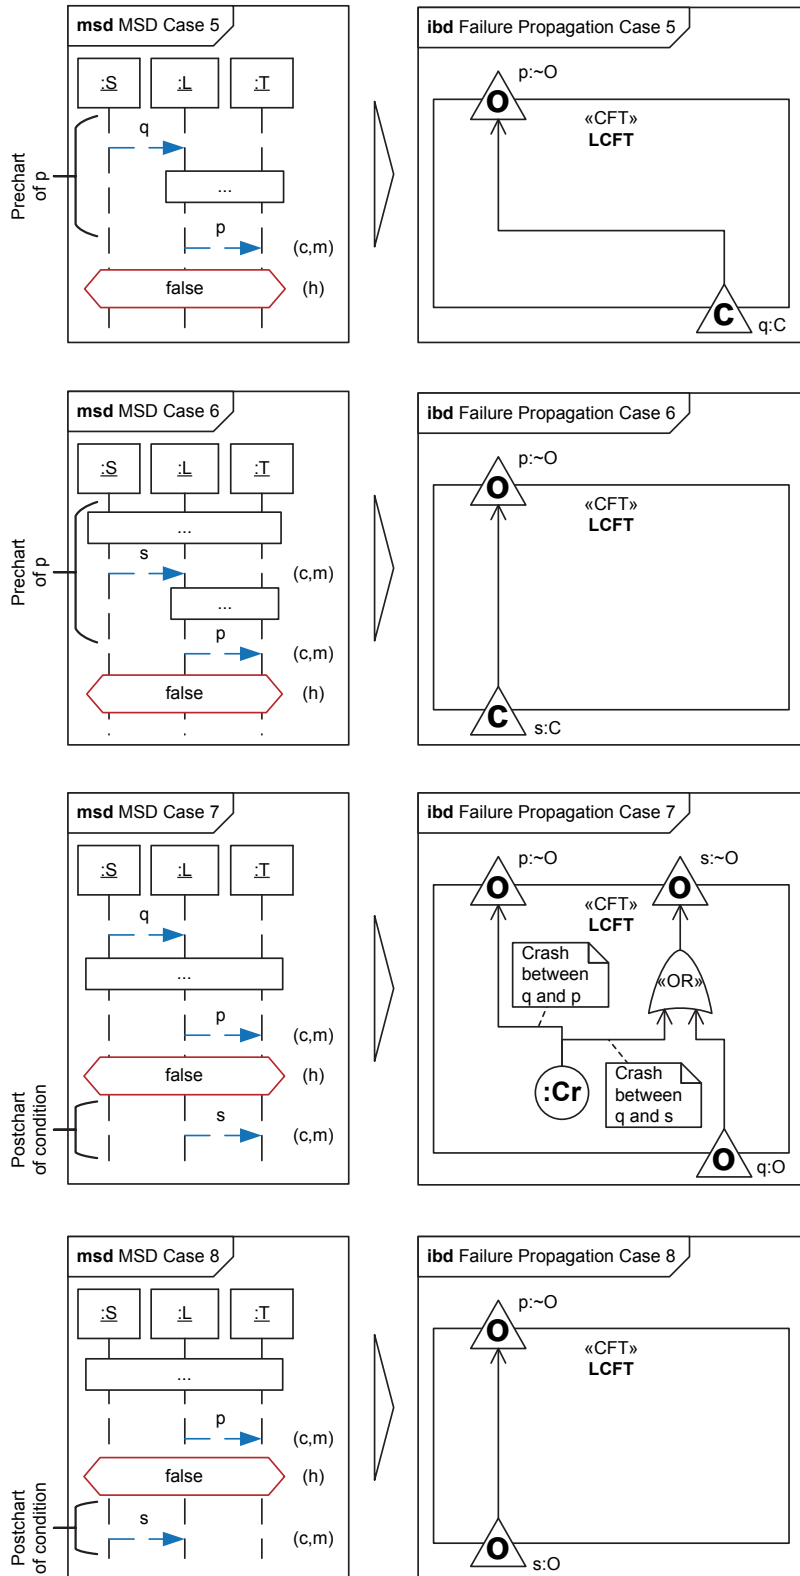 msd MSD Case 5
:S
:L
:T
q
...
p
(c,m)
false
(h)
Prechart
of p
ibd Failure Propagation Case 5
p:~O
O
«CFT»
LCFT
C
q:C
msd MSD Case 6
:S
:L
:T
...
s
(c,m)
...
p
(c,m)
false
(h)
Prechart
of p
ibd Failure Propagation Case 6
p:~O
O
«CFT»
LCFT
C
s:C
msd MSD Case 7
:S
:L
:T
q
...
p
(c,m)
false
(h)
s
(c,m)
Postchart
of condition
ibd Failure Propagation Case 7
p:~O
s:~O
O
O
«CFT»
LCFT
Crash
between
q and p
«OR»
:Cr
Crash
between
q and s
O
q:O
msd MSD Case 8
:S
:L
:T
...
p
(c,m)
false
(h)
s
(c,m)
Postchart
of condition
ibd Failure Propagation Case 8
p:~O
O
«CFT»
LCFT
O
s:O